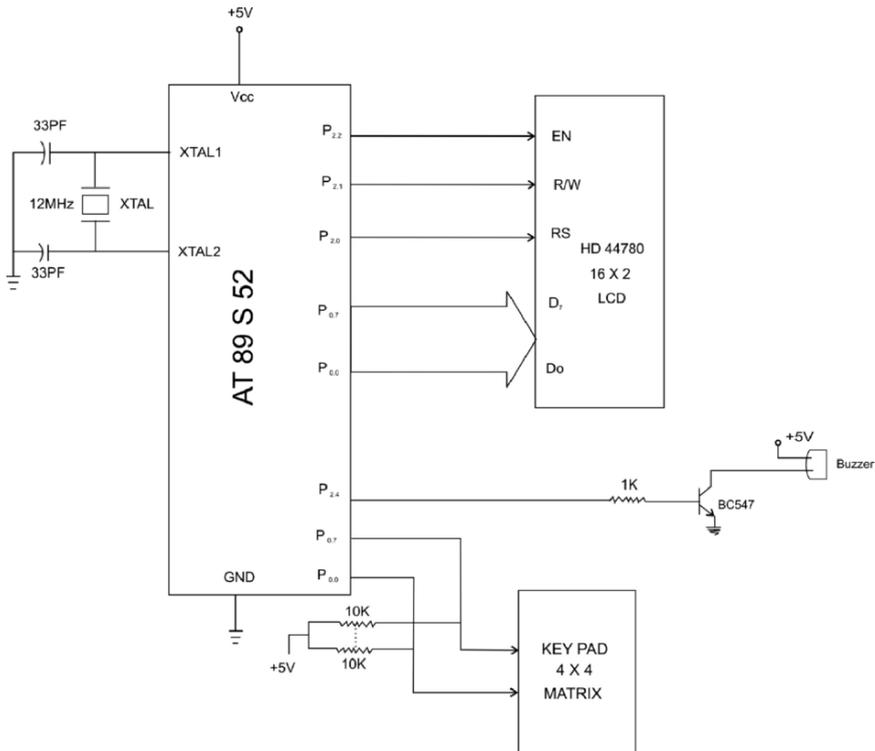 +5V
Vcc
33PF
XTAL1
12MHz
XTAL
33PF
XTAL2
AT 89 S 52
GND
P2.2
P2.1
P2.0
P0.7
P0.0
P2.4
P0.7
P0.0
EN
R/W
RS
HD 44780
16 X 2
LCD
D7
Do
1K
BC547
+5V
Buzzer
10K
10K
+5V
KEY PAD
4 X 4
MATRIX